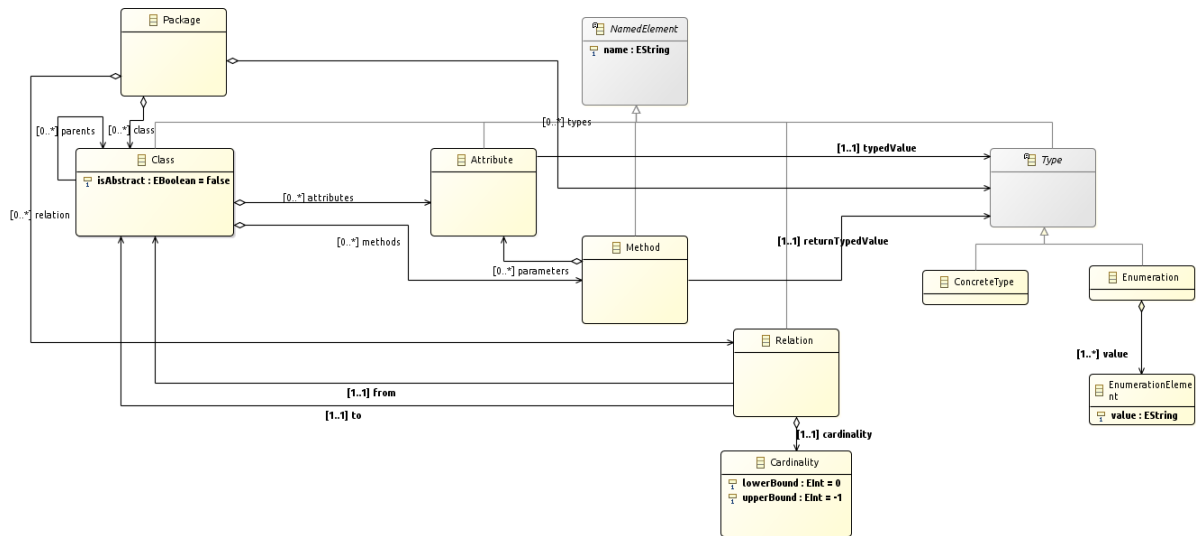 Package
NamedElement
name : EString
[0..*] parents
[0..*] class
[0..*] types
Class
isAbstract : EBoolean = false
Attribute
[1..1] typedValue
Type
[0..*] relation
[0..*] attributes
[0..*] methods
Method
[1..1] returnTypedValue
[0..*] parameters
ConcreteType
Enumeration
Relation
[1..*] value
[1..1] from
[1..1] to
EnumerationEleme
nt
value : EString
[1..1] cardinality
Cardinality
lowerBound : EInt = 0
upperBound : EInt = -1